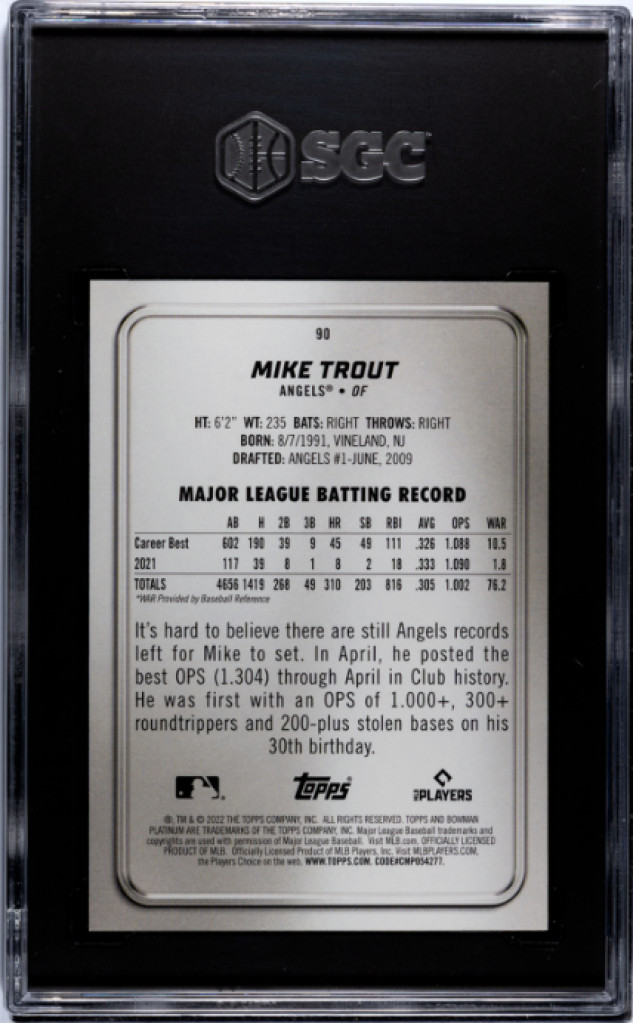 SGC
90
MIKE TROUT
ANGELS® • OF
HT: 6'2" WT: 235 BATS: RIGHT THROWS: RIGHT
BORN: 8/7/1991, VINELAND, NJ
DRAFTED: ANGELS #1-JUNE, 2009
MAJOR LEAGUE BATTING RECORD
AB H 2B 3B HR SB RBI AVG OPS WAR
Career Best 602 190 39 9 45 49 111 .326 1.088 10.5
2021 117 39 8 1 8 2 18 .333 1.090 1.8
TOTALS 4656 1419 268 49 310 203 816 .305 1.002 76.2
*WAR Provided by Baseball Reference
It's hard to believe there are still Angels records
left for Mike to set. In April, he posted the
best OPS (1.304) through April in Club history.
He was first with an OPS of 1.000+, 300+
roundtrippers and 200-plus stolen bases on his
30th birthday.
Topps® MLB PLAYERS
®, TM & © 2022 THE TOPPS COMPANY, INC. ALL RIGHTS RESERVED. TOPPS AND BOWMAN
PLATINUM ARE TRADEMARKS OF THE TOPPS COMPANY, INC. Major League Baseball trademarks and
copyrights are used with permission of Major League Baseball. Visit MLB.com. OFFICIALLY LICENSED
PRODUCT OF MLB. Officially Licensed Product of MLB Players, Inc. Visit MLBPLAYERS.COM,
the Players Choice on the web. WWW.TOPPS.COM. CODE#CMP054277.